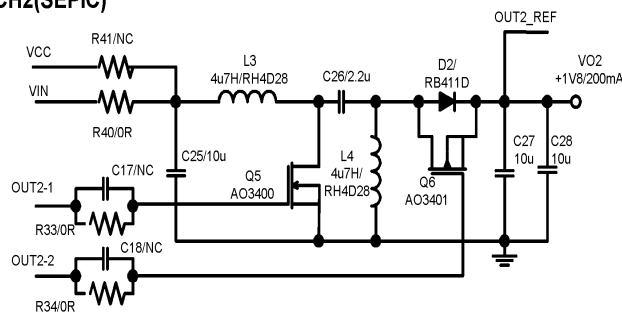 CH2(SEPIC)
OUT2_REF
R41/NC
VCC
L3
4u7H/RH4D28
C26/2.2u
D2/
RB411D
VO2
+1V8/200mA
VIN
R40/0R
C25/10u
C17/NC
Q5
AO3400
L4
4u7H/
RH4D28
Q6
AO3401
C27
10u
C28
10u
OUT2-1
R33/0R
C18/NC
OUT2-2
R34/0R